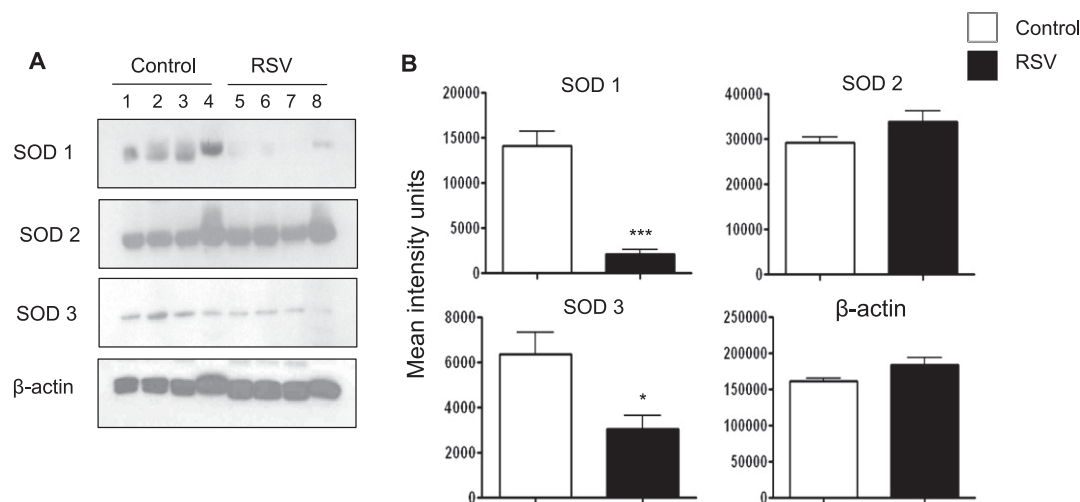 A
Control RSV
1 2 3 4 5 6 7 8
SOD 1
SOD 2
SOD 3
β-actin
B
Control
RSV
Mean intensity units
SOD 1
20000
15000
10000
5000
0
***
SOD 2
40000
30000
20000
10000
0
SOD 3
8000
6000
4000
2000
0
*
β-actin
250000
200000
150000
100000
50000
0